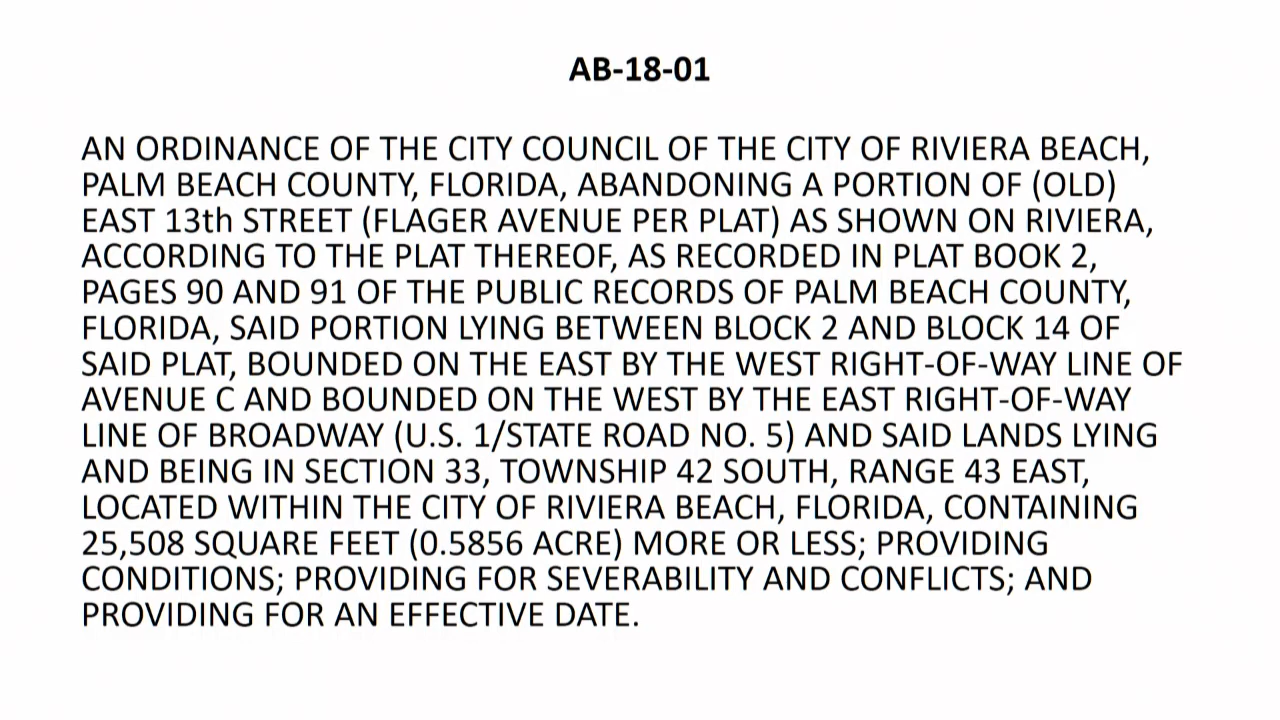 AB-18-01
AN ORDINANCE OF THE CITY COUNCIL OF THE CITY OF RIVIERA BEACH,
PALM BEACH COUNTY, FLORIDA, ABANDONING A PORTION OF (OLD)
EAST 13th STREET (FLAGER AVENUE PER PLAT) AS SHOWN ON RIVIERA,
ACCORDING TO THE PLAT THEREOF, AS RECORDED IN PLAT BOOK 2,
PAGES 90 AND 91 OF THE PUBLIC RECORDS OF PALM BEACH COUNTY,
FLORIDA, SAID PORTION LYING BETWEEN BLOCK 2 AND BLOCK 14 OF
SAID PLAT, BOUNDED ON THE EAST BY THE WEST RIGHT-OF-WAY LINE OF
AVENUE C AND BOUNDED ON THE WEST BY THE EAST RIGHT-OF-WAY
LINE OF BROADWAY (U.S. 1/STATE ROAD NO. 5) AND SAID LANDS LYING
AND BEING IN SECTION 33, TOWNSHIP 42 SOUTH, RANGE 43 EAST,
LOCATED WITHIN THE CITY OF RIVIERA BEACH, FLORIDA, CONTAINING
25,508 SQUARE FEET (0.5856 ACRE) MORE OR LESS; PROVIDING
CONDITIONS; PROVIDING FOR SEVERABILITY AND CONFLICTS; AND
PROVIDING FOR AN EFFECTIVE DATE.